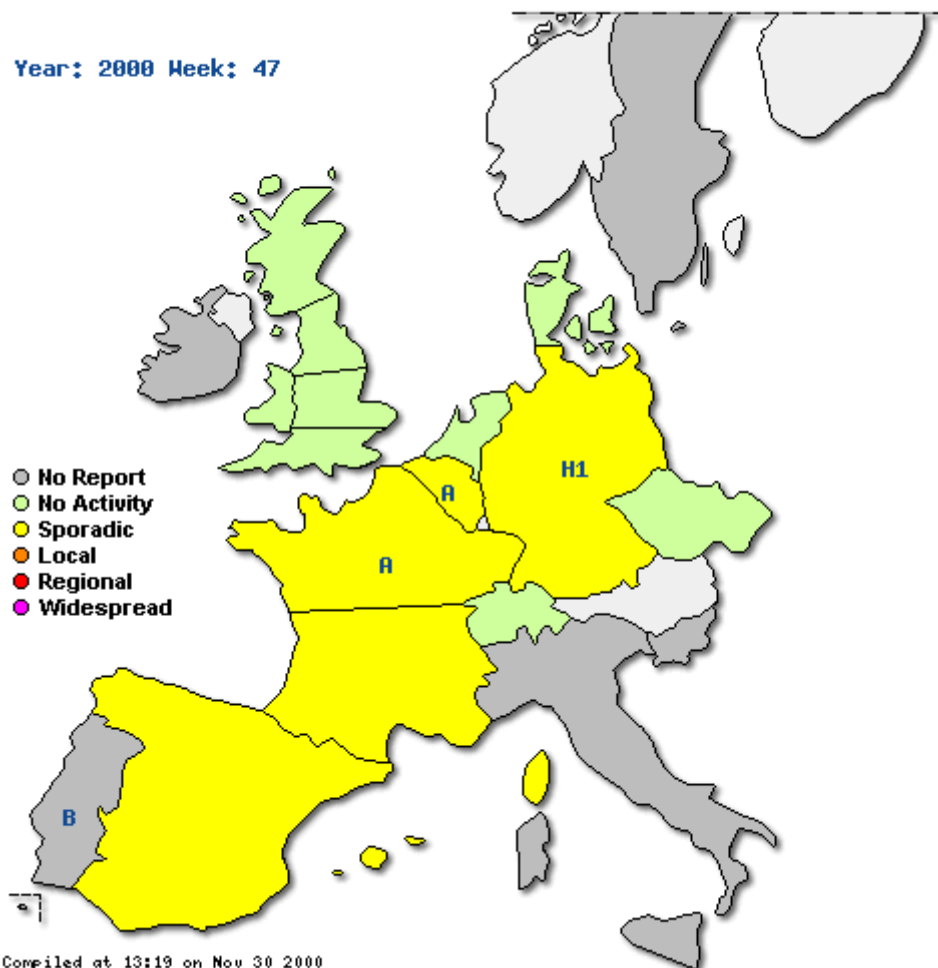 Year: 2000 Week: 47
H1
A
No Report
No Activity
Sporadic
Local
Regional
Widespread
A
B
Compiled at 13:19 on Nov 30 2000